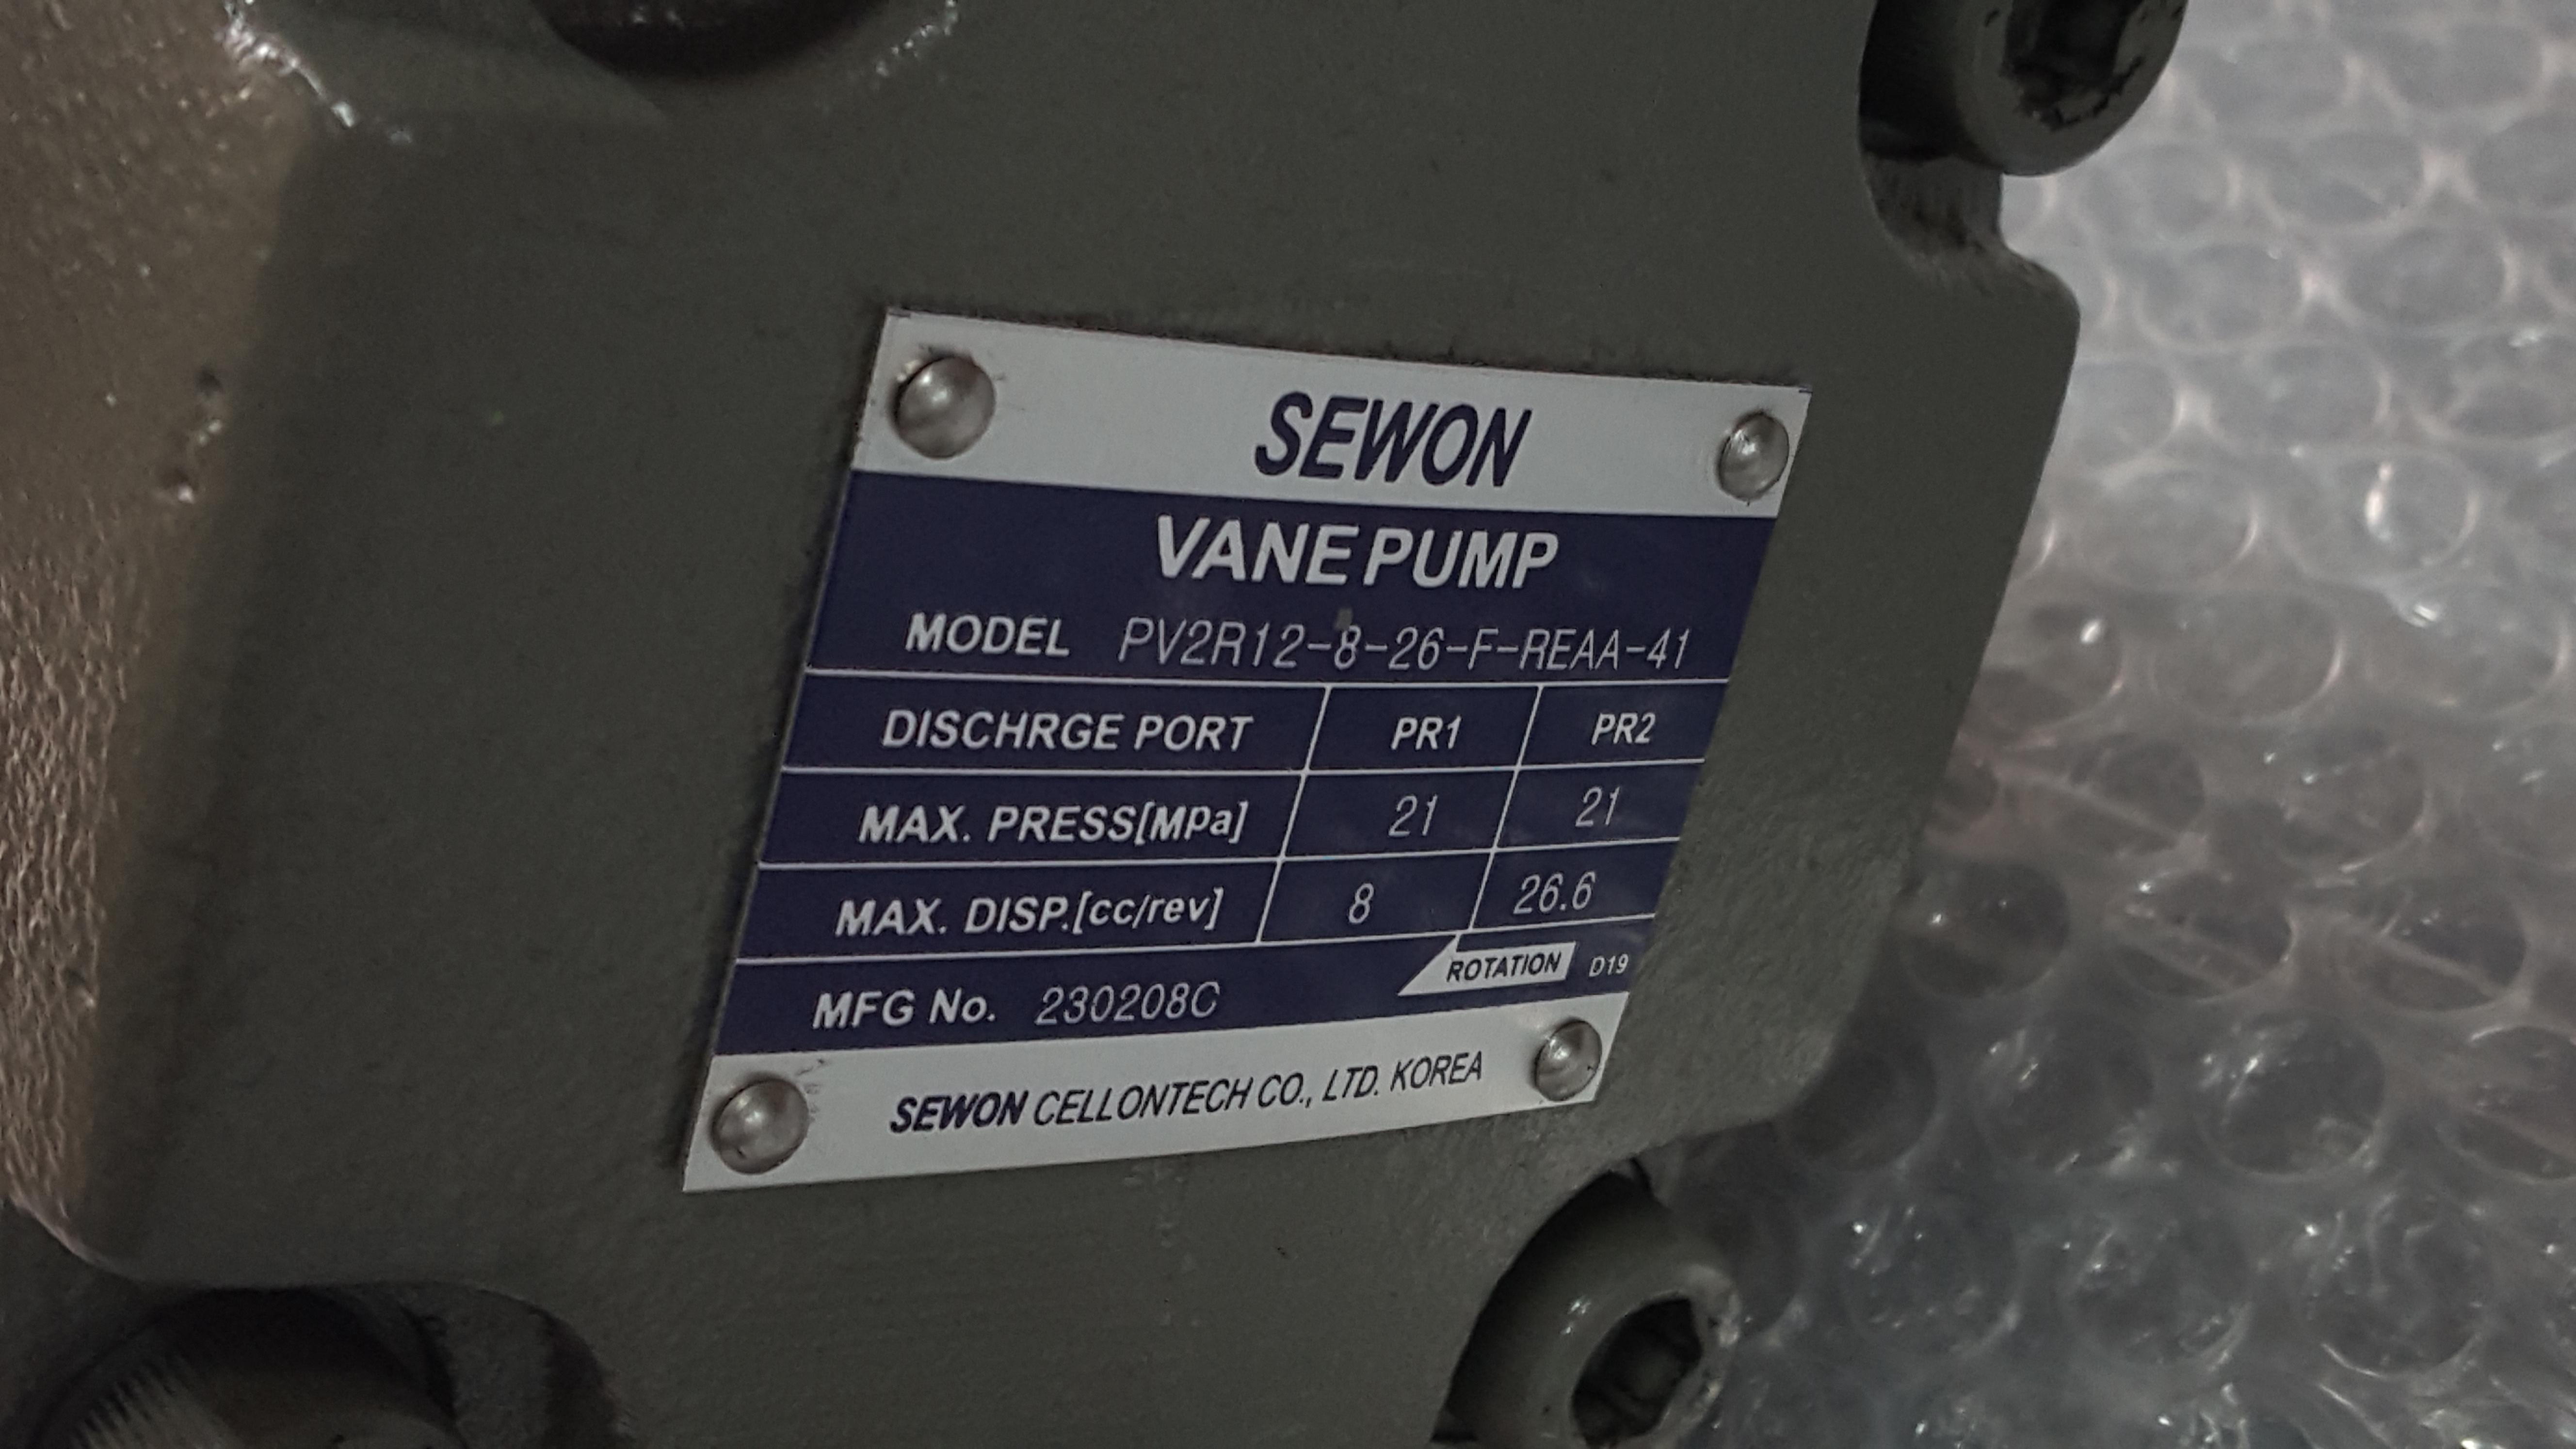 SEWON
VANE PUMP
MODEL PV2R12-8-26-F-REAA-41
DISCHRGE PORT PR1 PR2
MAX. PRESS[MPa] 21 21
MAX. DISP.[cc/rev] 8 26.6
ROTATION D19
MFG No. 230208C
SEWON CELLONTECH CO., LTD. KOREA